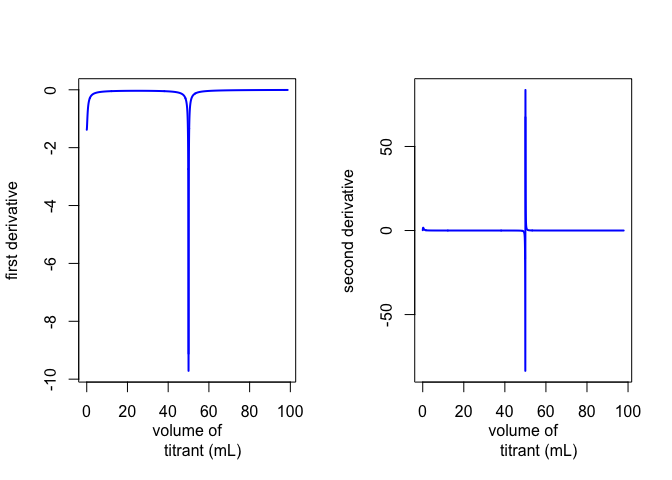 first derivative
0
-2
-4
-6
-8
-10
0 20 40 60 80 100
volume of
titrant (mL)
second derivative
50
0
-50
0 20 40 60 80 100
volume of
titrant (mL)